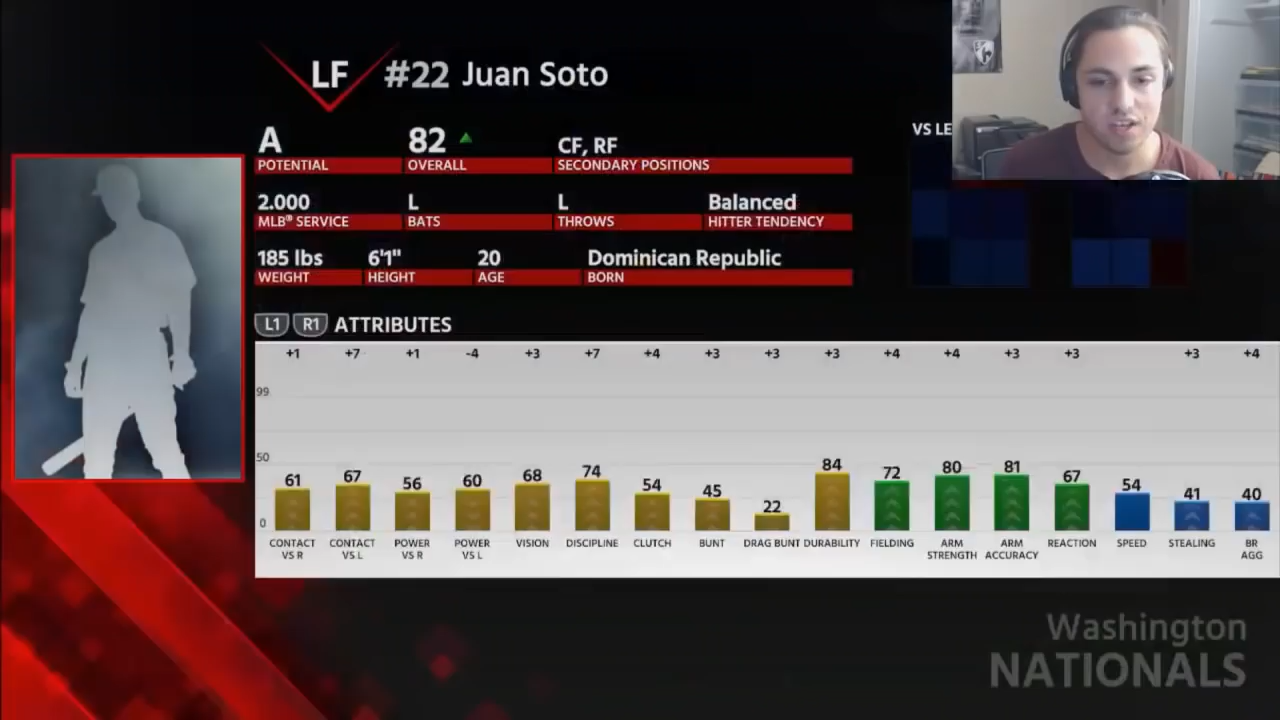 LF #22 Juan Soto
A 82 CF, RF
POTENTIAL OVERALL SECONDARY POSITIONS
VS LE
2.000 L L Balanced
MLB® SERVICE BATS THROWS HITTER TENDENCY
185 lbs 6'1" 20 Dominican Republic
WEIGHT HEIGHT AGE BORN
L1 R1 ATTRIBUTES
+1 +7 +1 -4 +3 +7 +4 +3 +3 +3 +4 +4 +3 +3 +3 +4
99
50
0
61 67 56 60 68 74 54 45 22 84 72 80 81 67 54 41 40
CONTACT CONTACT POWER POWER VISION DISCIPLINE CLUTCH BUNT DRAG BUNT DURABILITY FIELDING ARM ARM REACTION SPEED STEALING BR
VS R VS L VS R VS L STRENGTH ACCURACY AGG
Washington
NATIONALS